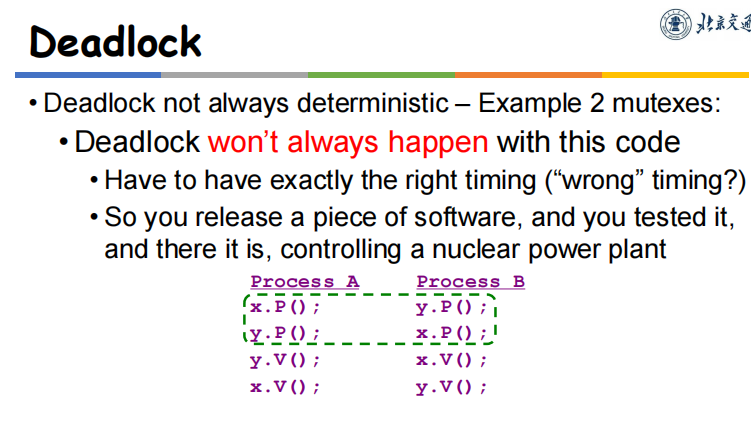 Deadlock
北京交通
• Deadlock not always deterministic – Example 2 mutexes:
• Deadlock won't always happen with this code
• Have to have exactly the right timing (“wrong” timing?)
• So you release a piece of software, and you tested it,
and there it is, controlling a nuclear power plant
Process A Process B
x.P(); y.P();
y.P(); x.P();
y.V(); x.V();
x.V(); y.V();